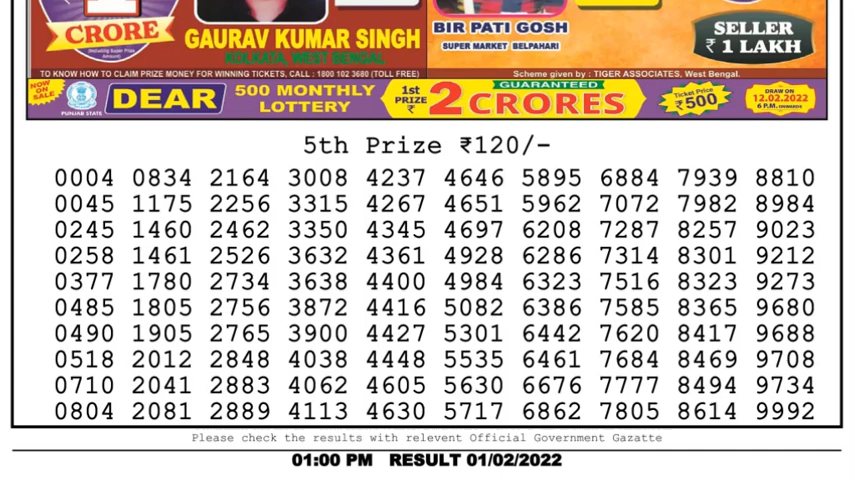 1
CRORE
(Including Super Prize Amount)
GAURAV KUMAR SINGH
KOLKATA, WEST BENGAL
BIR PATI GOSH
SUPER MARKET BELPAHARI
SELLER
₹ 1 LAKH
TO KNOW HOW TO CLAIM PRIZE MONEY FOR WINNING TICKETS, CALL : 1800 102 3680 (TOLL FREE)
Scheme given by : TIGER ASSOCIATES, West Bengal.
NOW ON SALE
PUNJAB STATE
DEAR
500 MONTHLY
LOTTERY
1st
PRIZE
₹
GUARANTEED
2 CRORES
Ticket Price
₹500
DRAW ON
12.02.2022
6 P.M. ONWARDS
5th Prize ₹120/-
0004 0834 2164 3008 4237 4646 5895 6884 7939 8810
0045 1175 2256 3315 4267 4651 5962 7072 7982 8984
0245 1460 2462 3350 4345 4697 6208 7287 8257 9023
0258 1461 2526 3632 4361 4928 6286 7314 8301 9212
0377 1780 2734 3638 4400 4984 6323 7516 8323 9273
0485 1805 2756 3872 4416 5082 6386 7585 8365 9680
0490 1905 2765 3900 4427 5301 6442 7620 8417 9688
0518 2012 2848 4038 4448 5535 6461 7684 8469 9708
0710 2041 2883 4062 4605 5630 6676 7777 8494 9734
0804 2081 2889 4113 4630 5717 6862 7805 8614 9992
Please check the results with relevent Official Government Gazatte
01:00 PM RESULT 01/02/2022